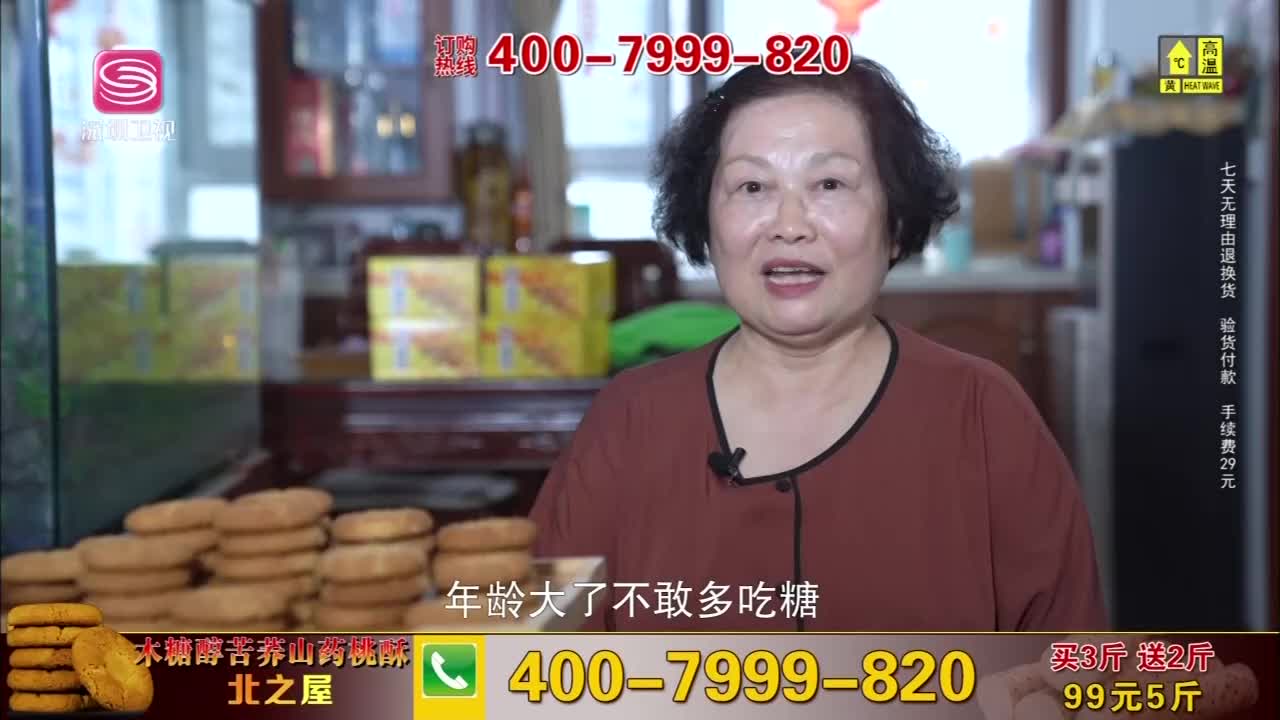 订购热线 400-7999-820
深圳卫视
高温
℃
黄 HEAT WAVE
七天无理由退换货 验货付款 手续费29元
年龄大了不敢多吃糖
木糖醇苦荞山药桃酥
北之屋
400-7999-820
买3斤 送2斤
99元5斤